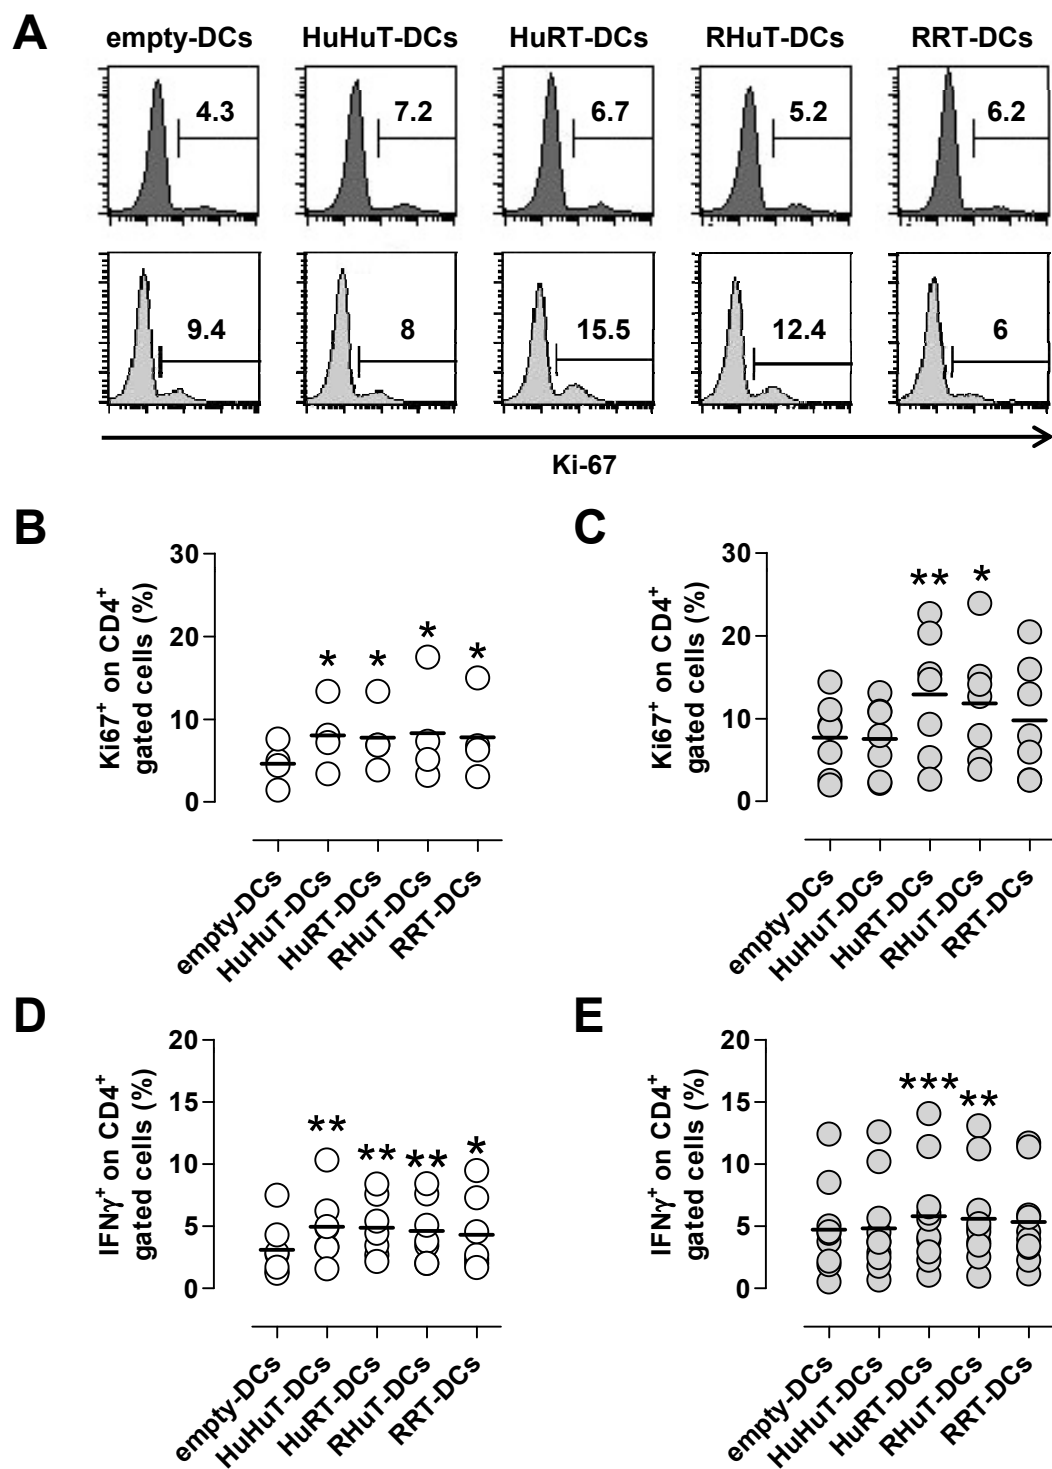 A
empty-DCs HuHuT-DCs HuRT-DCs RHuT-DCs RRT-DCs
4.3 7.2 6.7 5.2 6.2
9.4 8 15.5 12.4 6
Ki-67
B
Ki67+ on CD4+
gated cells (%)
30
20
10
0
* * * *
empty-DCs
HuHuT-DCs
HuRT-DCs
RHuT-DCs
RRT-DCs
C
Ki67+ on CD4+
gated cells (%)
30
20
10
0
** *
empty-DCs
HuHuT-DCs
HuRT-DCs
RHuT-DCs
RRT-DCs
D
IFNγ+ on CD4+
gated cells (%)
20
15
10
5
0
** ** ** *
empty-DCs
HuHuT-DCs
HuRT-DCs
RHuT-DCs
RRT-DCs
E
IFNγ+ on CD4+
gated cells (%)
20
15
10
5
0
*** **
empty-DCs
HuHuT-DCs
HuRT-DCs
RHuT-DCs
RRT-DCs